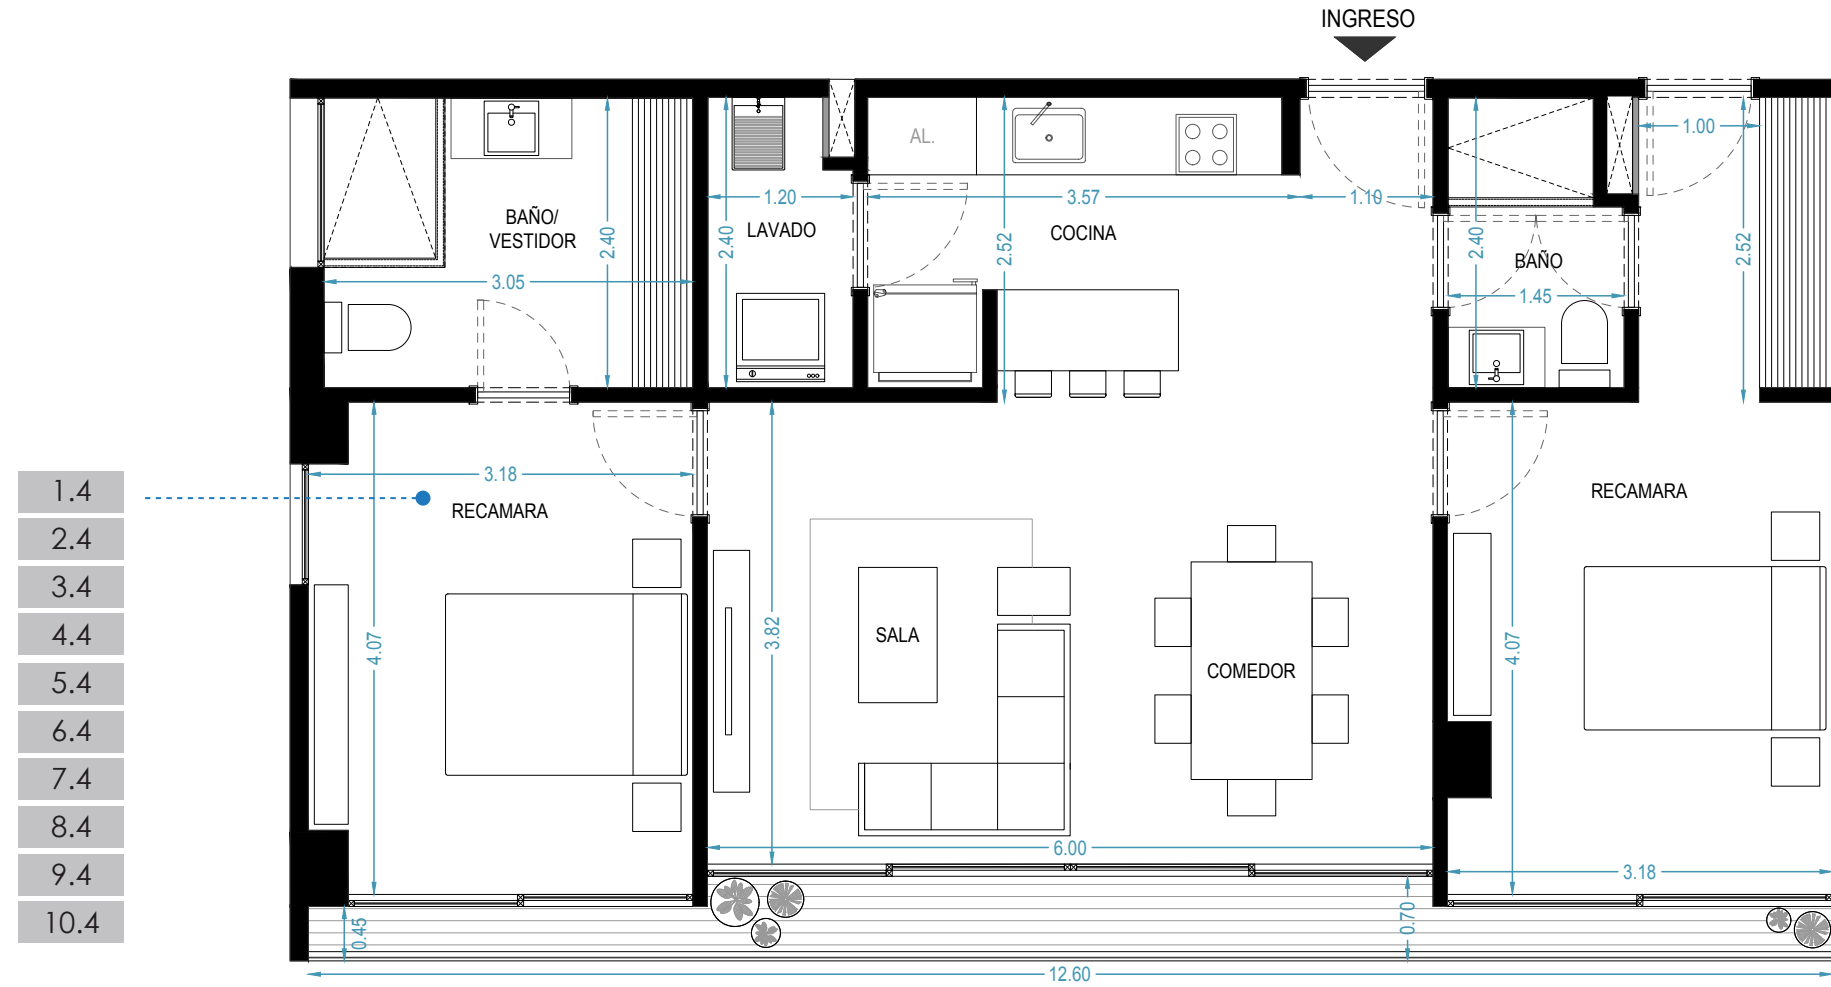 INGRESO
AL.
1.00
1.20
3.57
1.10
BAÑO/
VESTIDOR
2.40
2.40
LAVADO
2.52
COCINA
2.40
BAÑO
2.52
3.05
1.45
3.18
RECAMARA
RECAMARA
4.07
3.82
SALA
COMEDOR
4.07
6.00
3.18
0.45
0.70
12.60
1.4
2.4
3.4
4.4
5.4
6.4
7.4
8.4
9.4
10.4